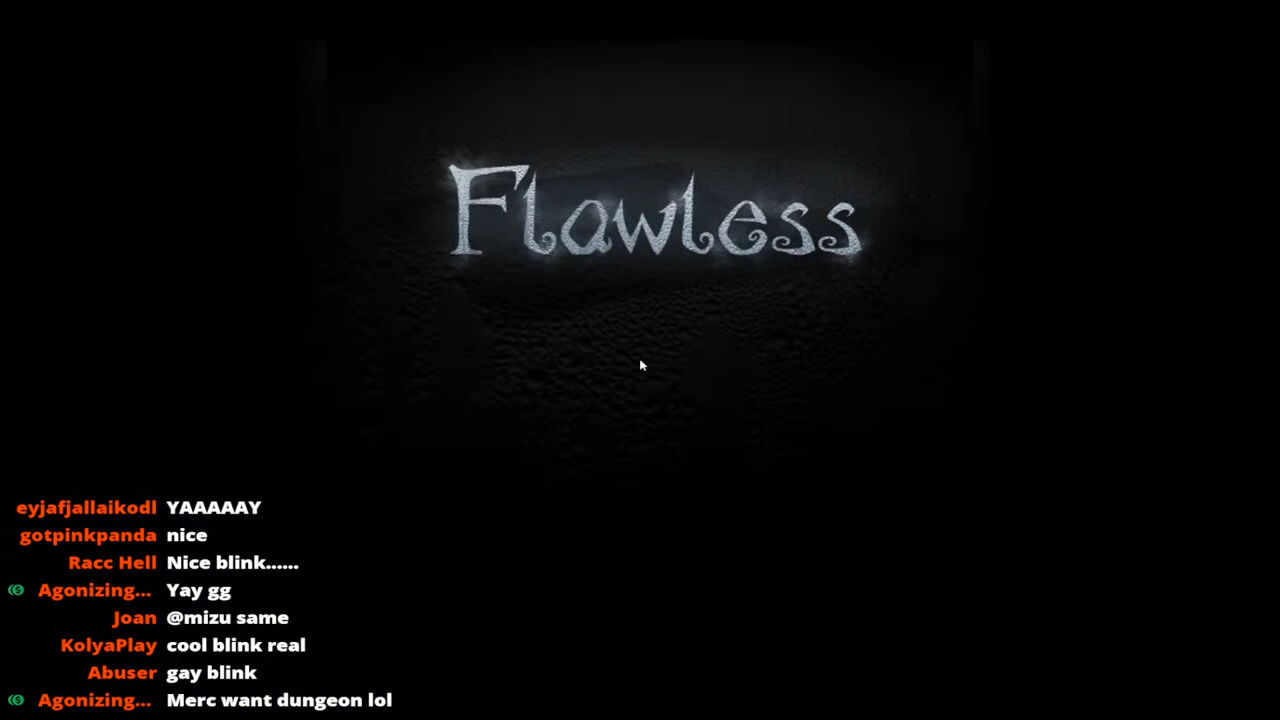 Flawless
eyjafjallaikodl YAAAAAY
gotpinkpanda nice
Racc Hell Nice blink......
Agonizing... Yay gg
Joan @mizu same
KolyaPlay cool blink real
Abuser gay blink
Agonizing... Merc want dungeon lol